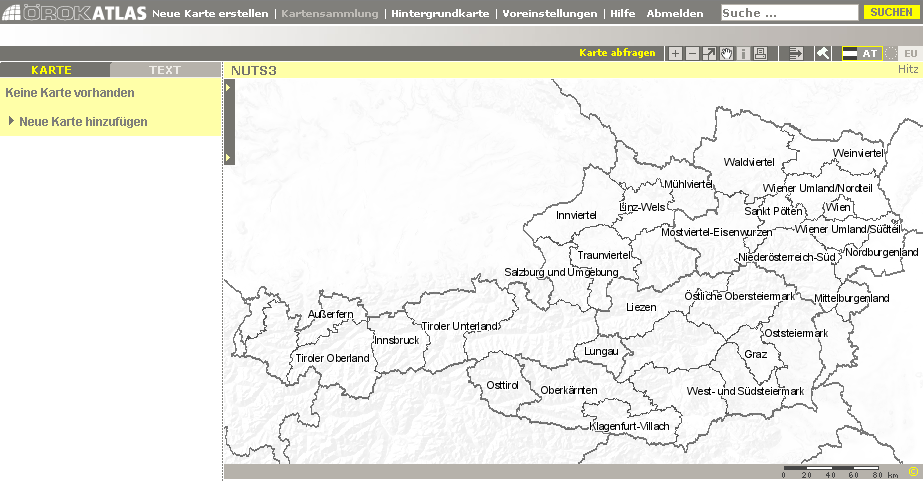 ÖROKATLAS Neue Karte erstellen | Kartensammlung | Hintergrundkarte | Voreinstellungen | Hilfe Abmelden Suche ... SUCHEN
Karte abfragen AT EU
KARTE TEXT NUTS3 Hitz
Keine Karte vorhanden
Neue Karte hinzufügen
Weinviertel
Waldviertel
Mühlviertel
Wiener Umland/Nordteil
Linz-Wels
Sankt Pölten
Wien
Innviertel
Mostviertel-Eisenwurzen
Wiener Umland/Südteil
Traunviertel
Niederösterreich-Süd
Nordburgenland
Salzburg und Umgebung
Liezen
Östliche Obersteiermark
Mittelburgenland
Außerfern
Tiroler Unterland
Oststeiermark
Innsbruck
Lungau
Graz
Tiroler Oberland
Osttirol
Oberkärnten
West- und Südsteiermark
Klagenfurt-Villach
0 20 40 60 80 km ©